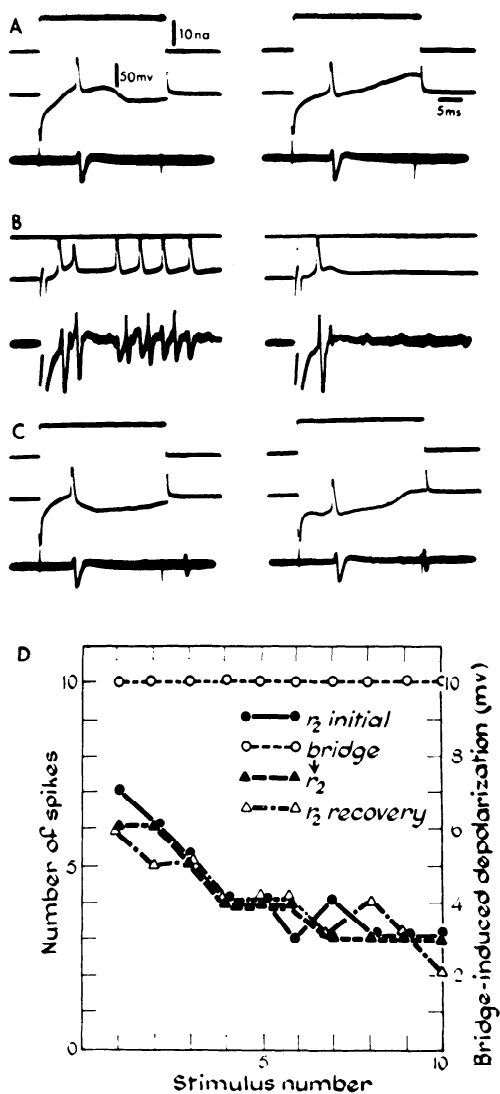 A
10na
50mv
5ms
B
C
D
10
5
0
Number of spikes
r2 initial
bridge
r2
r2 recovery
10
8
6
4
2
Bridge-induced depolarization (mv)
5
10
Stimulus number